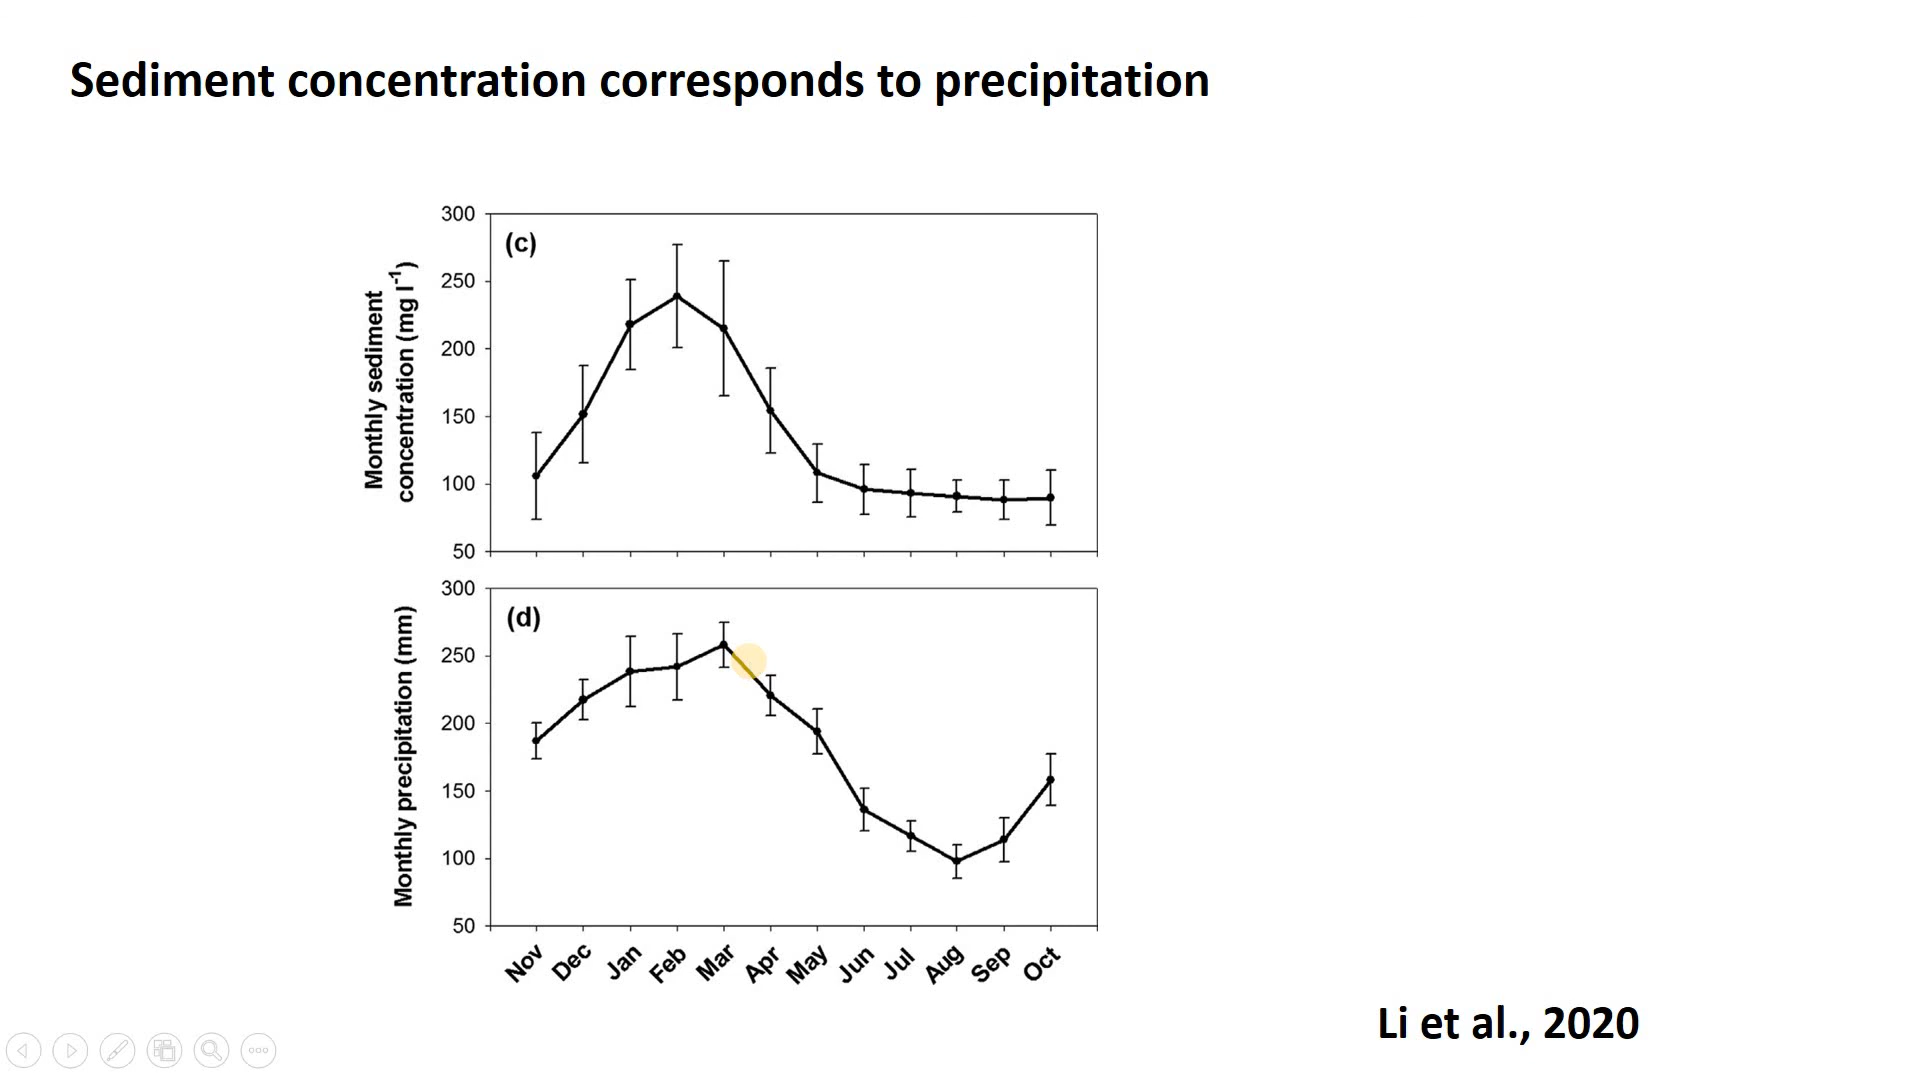 Sediment concentration corresponds to precipitation
(c)
Monthly sediment
concentration (mg l⁻¹)
300
250
200
150
100
50
(d)
Monthly precipitation (mm)
300
250
200
150
100
50
Nov Dec Jan Feb Mar Apr May Jun Jul Aug Sep Oct
Li et al., 2020